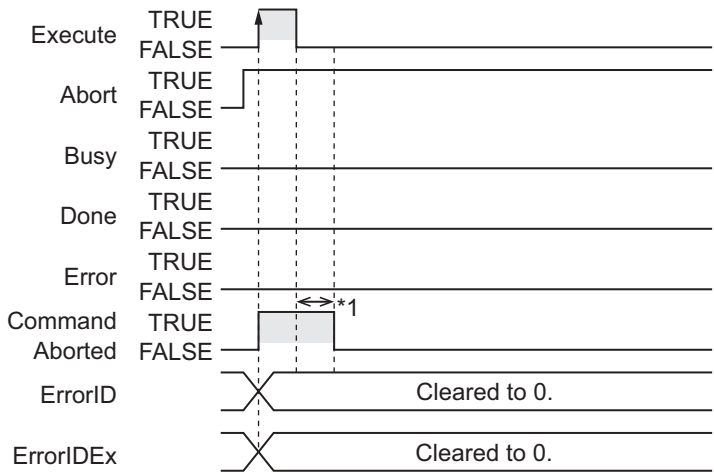 Execute TRUE
FALSE
Abort TRUE
FALSE
Busy TRUE
FALSE
Done TRUE
FALSE
Error TRUE
FALSE
*1
Command TRUE
Aborted FALSE
ErrorID Cleared to 0.
ErrorIDEx Cleared to 0.